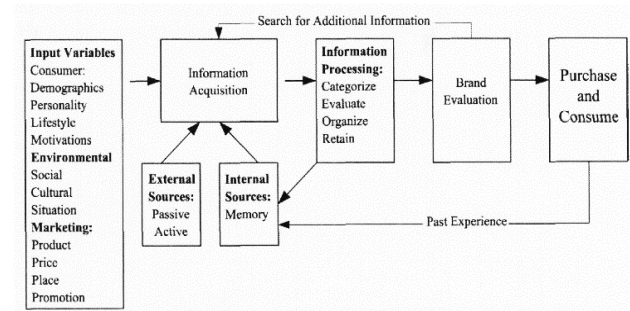 Search for Additional Information
Input Variables
Consumer:
Demographics
Personality
Lifestyle
Motivations
Environmental
Social
Cultural
Situation
Marketing:
Product
Price
Place
Promotion
Information
Acquisition
Information
Processing:
Categorize
Evaluate
Organize
Retain
Brand
Evaluation
Purchase
and
Consume
External
Sources:
Passive
Active
Internal
Sources:
Memory
Past Experience